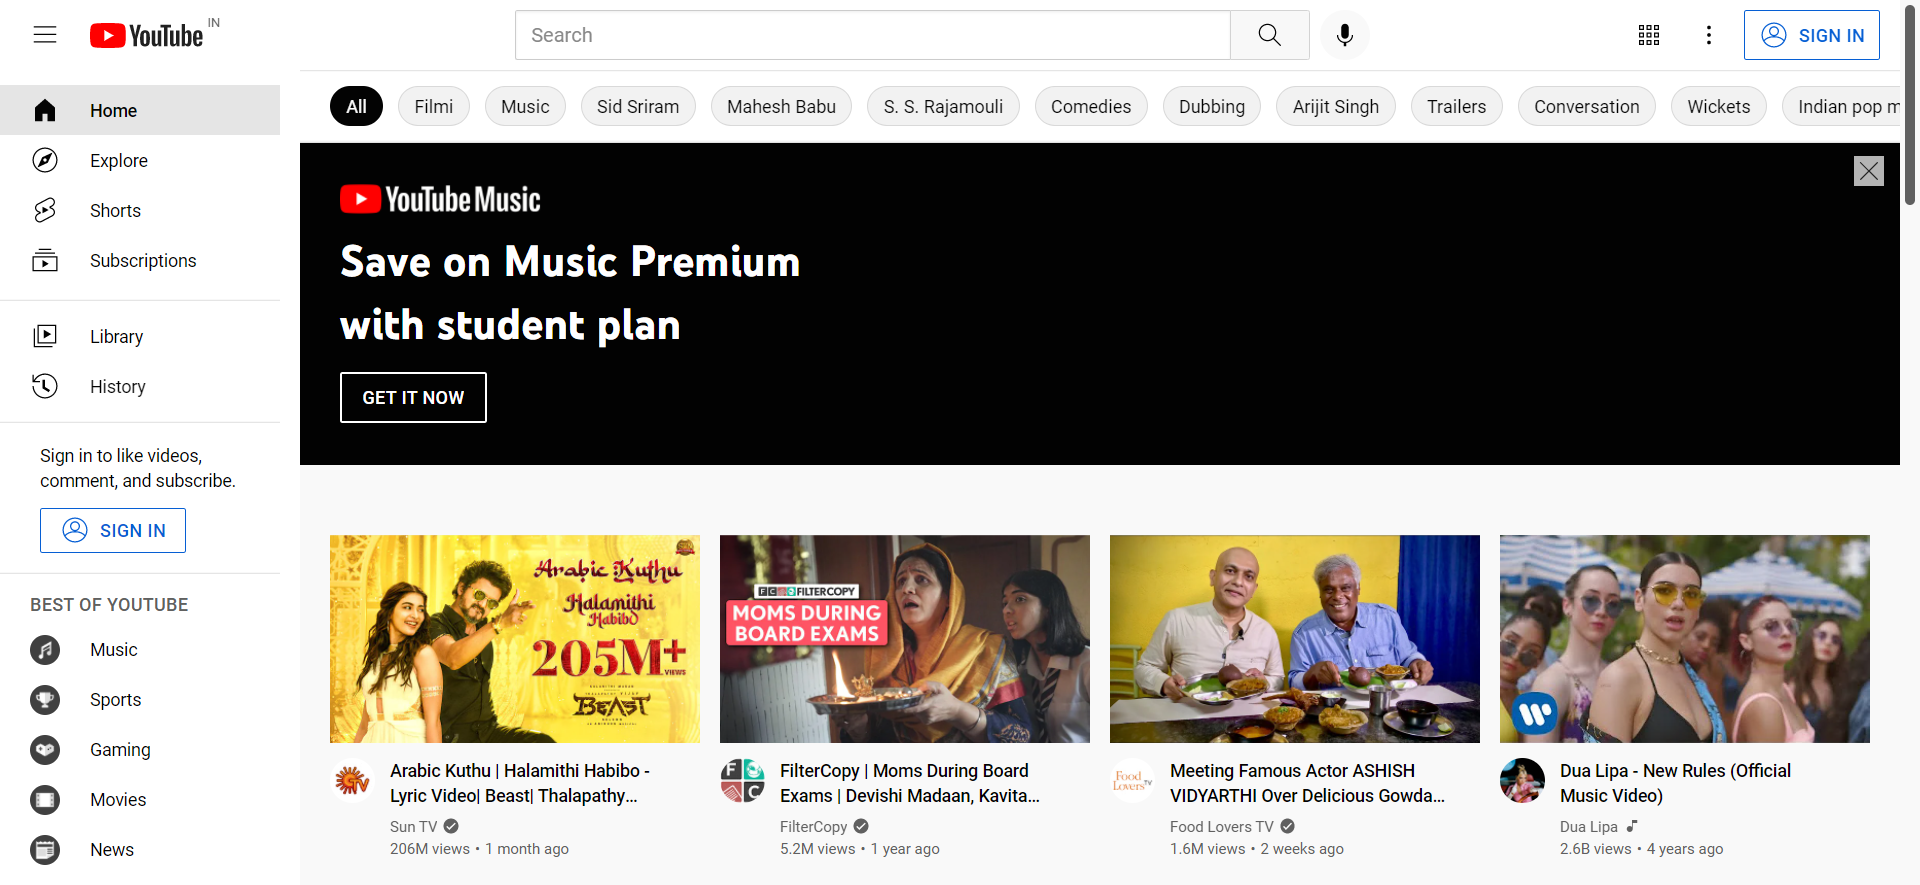 YouTube IN
Search
SIGN IN
Home
Explore
Shorts
Subscriptions
Library
History
Sign in to like videos,
comment, and subscribe.
SIGN IN
BEST OF YOUTUBE
Music
Sports
Gaming
Movies
News
All Filmi Music Sid Sriram Mahesh Babu S. S. Rajamouli Comedies Dubbing Arijit Singh Trailers Conversation Wickets Indian pop m
YouTube Music
Save on Music Premium
with student plan
GET IT NOW
Arabic Kuthu
Halamithi
Habibo
205M+
VIEWS
BEAST
Arabic Kuthu | Halamithi Habibo -
Lyric Video| Beast| Thalapathy...
Sun TV
206M views • 1 month ago
FILTERCOPY
MOMS DURING
BOARD EXAMS
F
C
FilterCopy | Moms During Board
Exams | Devishi Madaan, Kavita...
FilterCopy
5.2M views • 1 year ago
Food
Lovers TV
Meeting Famous Actor ASHISH
VIDYARTHI Over Delicious Gowda...
Food Lovers TV
1.6M views • 2 weeks ago
Dua Lipa - New Rules (Official
Music Video)
Dua Lipa
2.6B views • 4 years ago